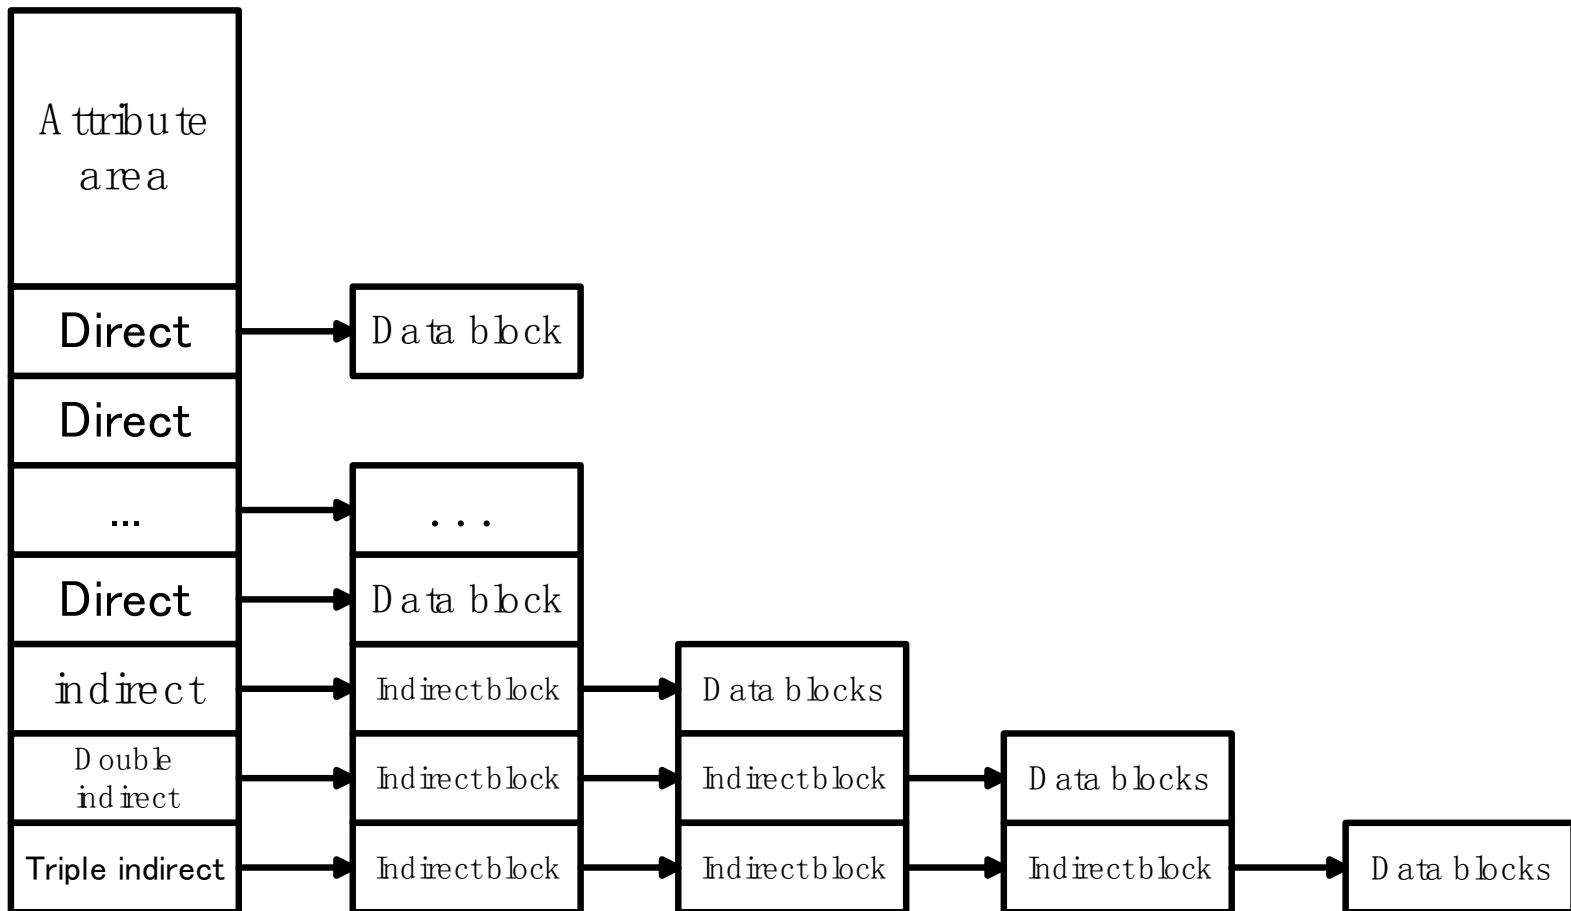 Attribute
area
Direct
Data block
Direct
...
...
Direct
Data block
indirect
Indirect block
Data blocks
Double
indirect
Indirect block
Indirect block
Data blocks
Triple indirect
Indirect block
Indirect block
Indirect block
Data blocks